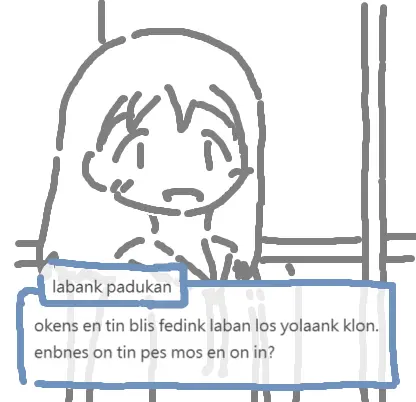 labank padukan
okens en tin blis fedink laban los yolaank klon.
enbnes on tin pes mos en on in?